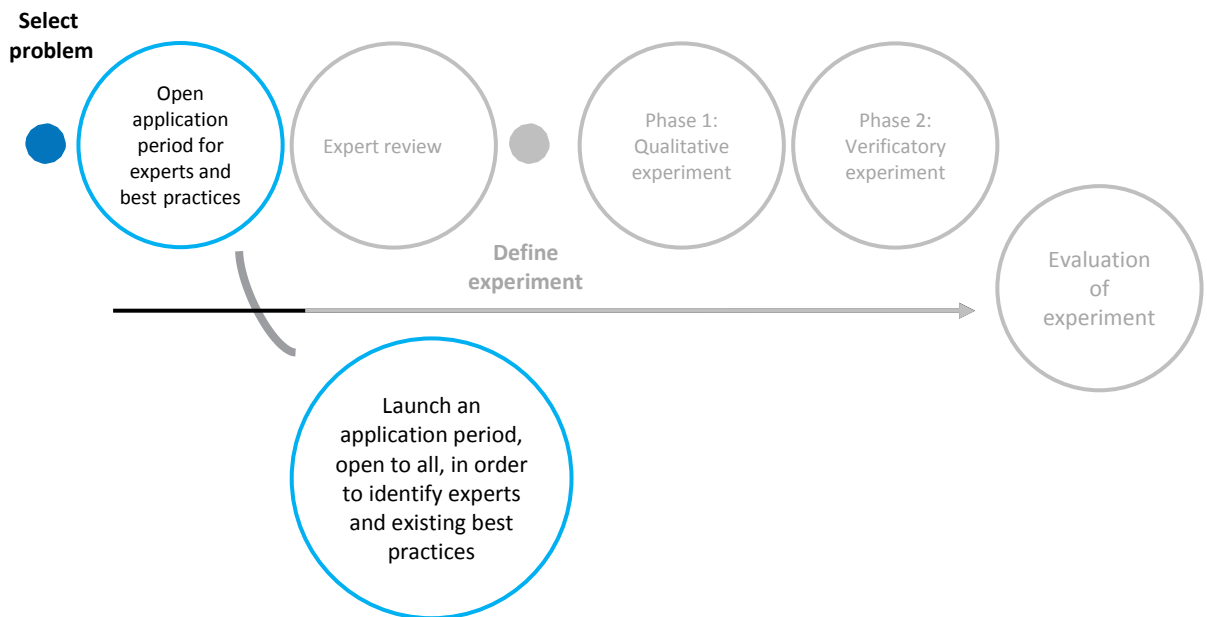 Select
problem
Open
application
period for
experts and
best practices
Expert review
Phase 1:
Qualitative
experiment
Phase 2:
Verificatory
experiment
Define
experiment
Evaluation
of
experiment
Launch an
application period,
open to all, in order
to identify experts
and existing best
practices